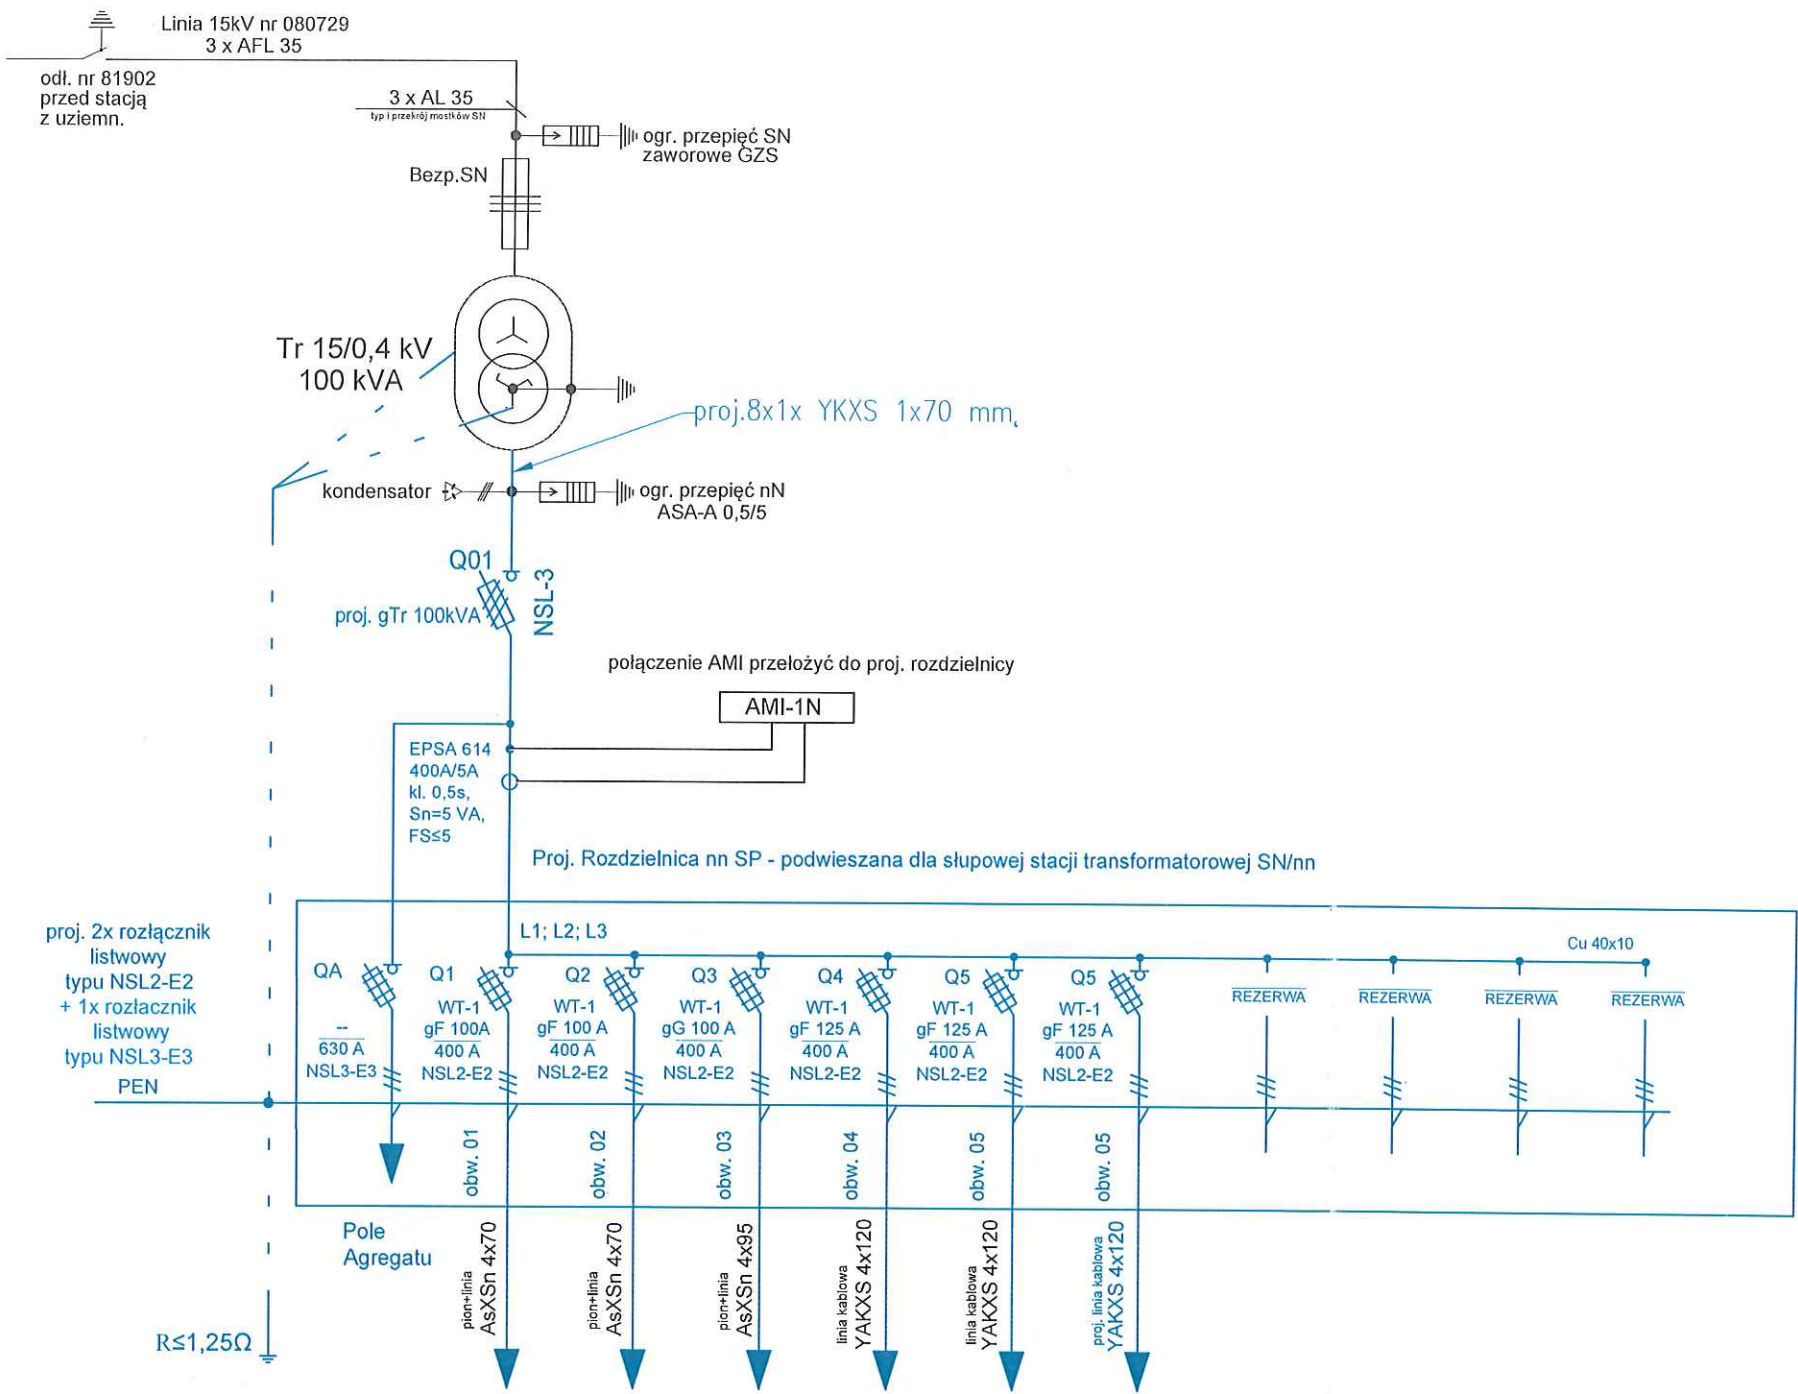 Linia 15kV nr 080729
3 x AFL 35
odł. nr 81902
przed stacją
z uziemn.
3 x AL 35
typ i przekrój mostków SN
ogr. przepięć SN
zaworowe GZS
Bezp.SN
Tr 15/0,4 kV
100 kVA
proj.8x1x YKXS 1x70 mm
kondensator
ogr. przepięć nN
ASA-A 0,5/5
Q01
NSL-3
proj. gTr 100kVA
połączenie AMI przełożyć do proj. rozdzielnicy
AMI-1N
EPSA 614
400A/5A
kl. 0,5s,
Sn=5 VA,
FS≤5
Proj. Rozdzielnica nn SP - podwieszana dla słupowej stacji transformatorowej SN/nn
proj. 2x rozłącznik
listwowy
typu NSL2-E2
+ 1x rozłacznik
listwowy
typu NSL3-E3
PEN
L1; L2; L3
Cu 40x10
QA
--
630 A
NSL3-E3
Q1
WT-1
gF 100A
400 A
NSL2-E2
Q2
WT-1
gF 100 A
400 A
NSL2-E2
Q3
WT-1
gG 100 A
400 A
NSL2-E2
Q4
WT-1
gF 125 A
400 A
NSL2-E2
Q5
WT-1
gF 125 A
400 A
NSL2-E2
Q5
WT-1
gF 125 A
400 A
NSL2-E2
REZERWA
REZERWA
REZERWA
REZERWA
obw. 01
obw. 02
obw. 03
obw. 04
obw. 05
obw. 05
Pole
Agregatu
pion+linia
AsXSn 4x70
pion+linia
AsXSn 4x70
pion+linia
AsXSn 4x95
linia kablowa
YAKXS 4x120
linia kablowa
YAKXS 4x120
proj. linia kablowa
YAKXS 4x120
R≤1,25Ω